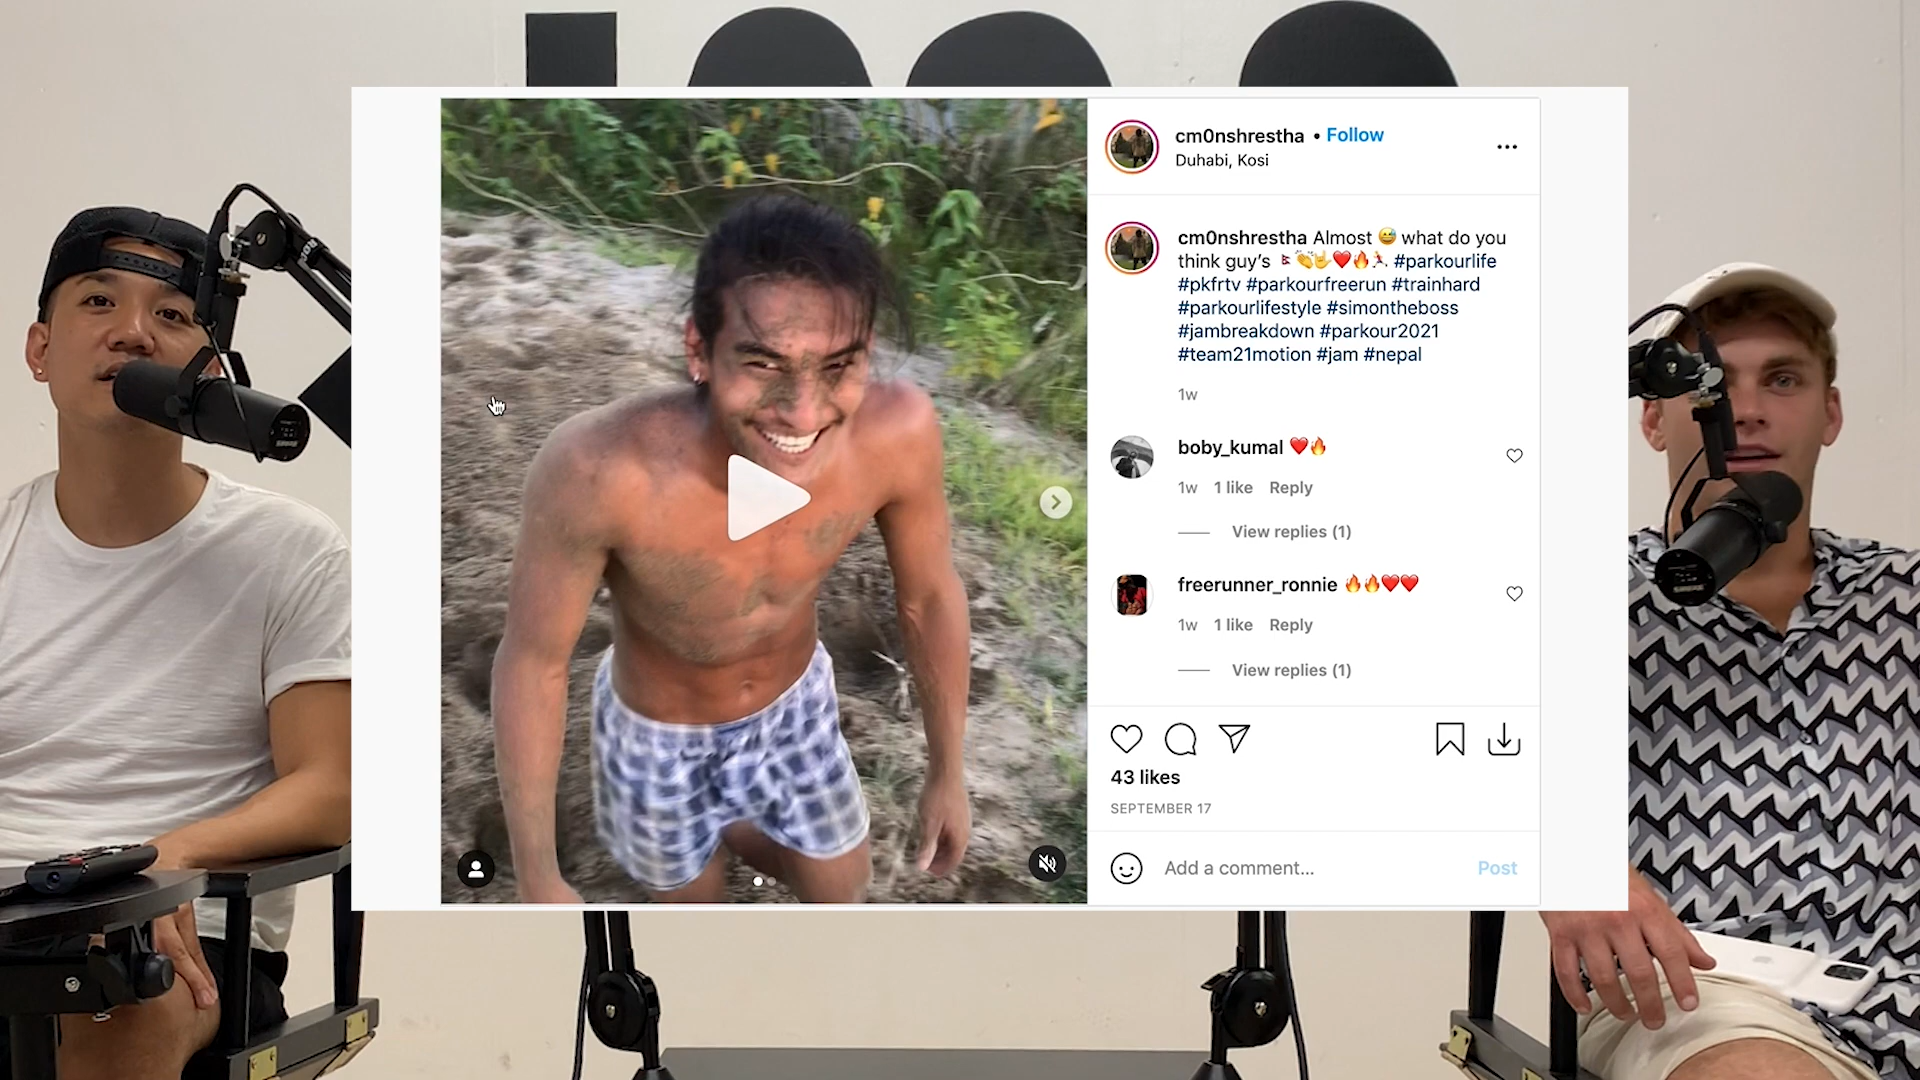 cm0nshrestha • Follow
Duhabi, Kosi
cm0nshrestha Almost 😅 what do you
think guy's 🇳🇵👏🤟❤️🔥🏃 #parkourlife
#pkfrtv #parkourfreerun #trainhard
#parkourlifestyle #simontheboss
#jambreakdown #parkour2021
#team21motion #jam #nepal
1w
boby_kumal ❤️🔥
1w 1 like Reply
View replies (1)
freerunner_ronnie 🔥🔥❤️❤️
1w 1 like Reply
View replies (1)
43 likes
SEPTEMBER 17
Add a comment... Post